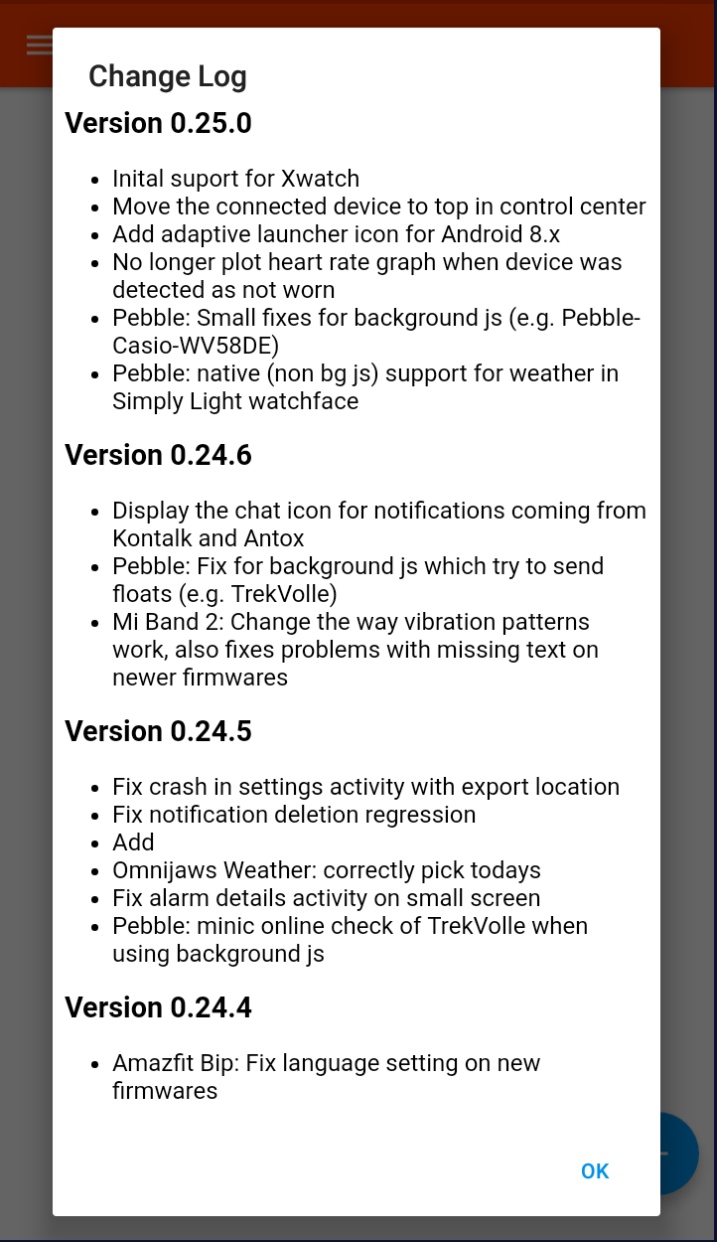 Change Log
Version 0.25.0
• Inital suport for Xwatch
• Move the connected device to top in control center
• Add adaptive launcher icon for Android 8.x
• No longer plot heart rate graph when device was
detected as not worn
• Pebble: Small fixes for background js (e.g. Pebble-
Casio-WV58DE)
• Pebble: native (non bg js) support for weather in
Simply Light watchface
Version 0.24.6
• Display the chat icon for notifications coming from
Kontalk and Antox
• Pebble: Fix for background js which try to send
floats (e.g. TrekVolle)
• Mi Band 2: Change the way vibration patterns
work, also fixes problems with missing text on
newer firmwares
Version 0.24.5
• Fix crash in settings activity with export location
• Fix notification deletion regression
• Add
• Omnijaws Weather: correctly pick todays
• Fix alarm details activity on small screen
• Pebble: minic online check of TrekVolle when
using background js
Version 0.24.4
• Amazfit Bip: Fix language setting on new
firmwares
OK